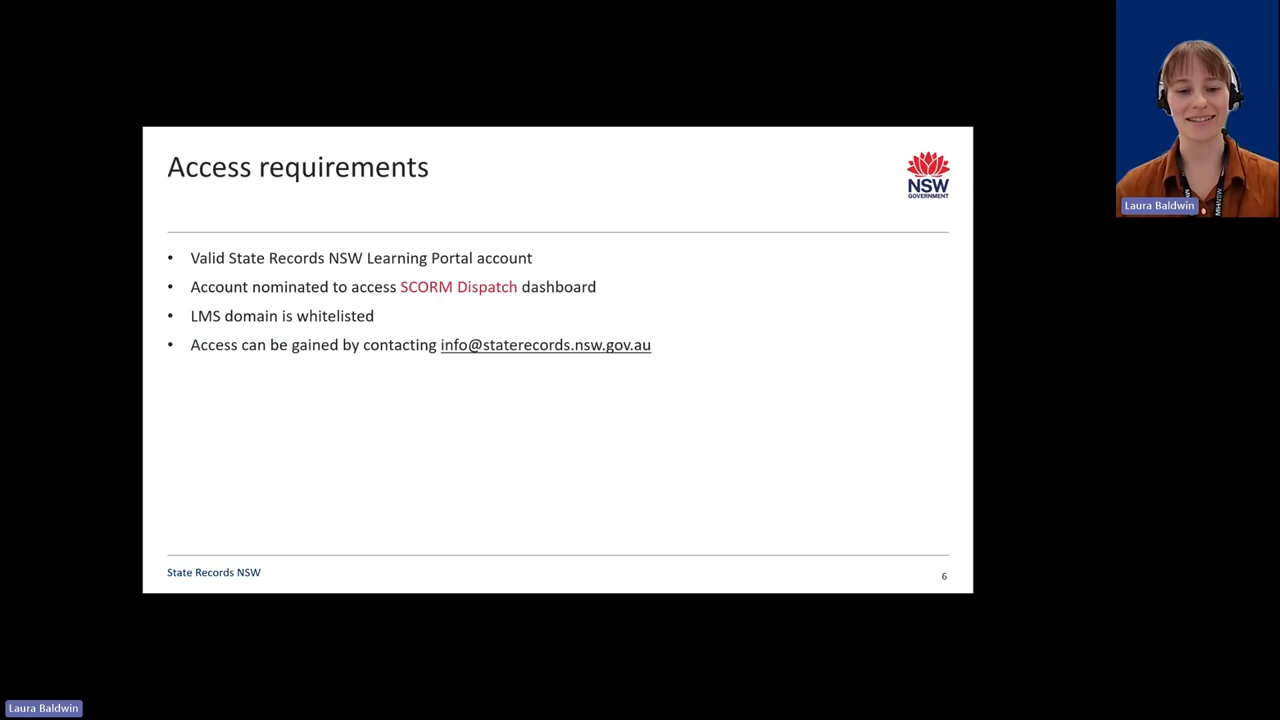 Access requirements
NSW
GOVERNMENT
• Valid State Records NSW Learning Portal account
• Account nominated to access SCORM Dispatch dashboard
• LMS domain is whitelisted
• Access can be gained by contacting info@staterecords.nsw.gov.au
State Records NSW
6
MHNSW
Laura Baldwin
Laura Baldwin